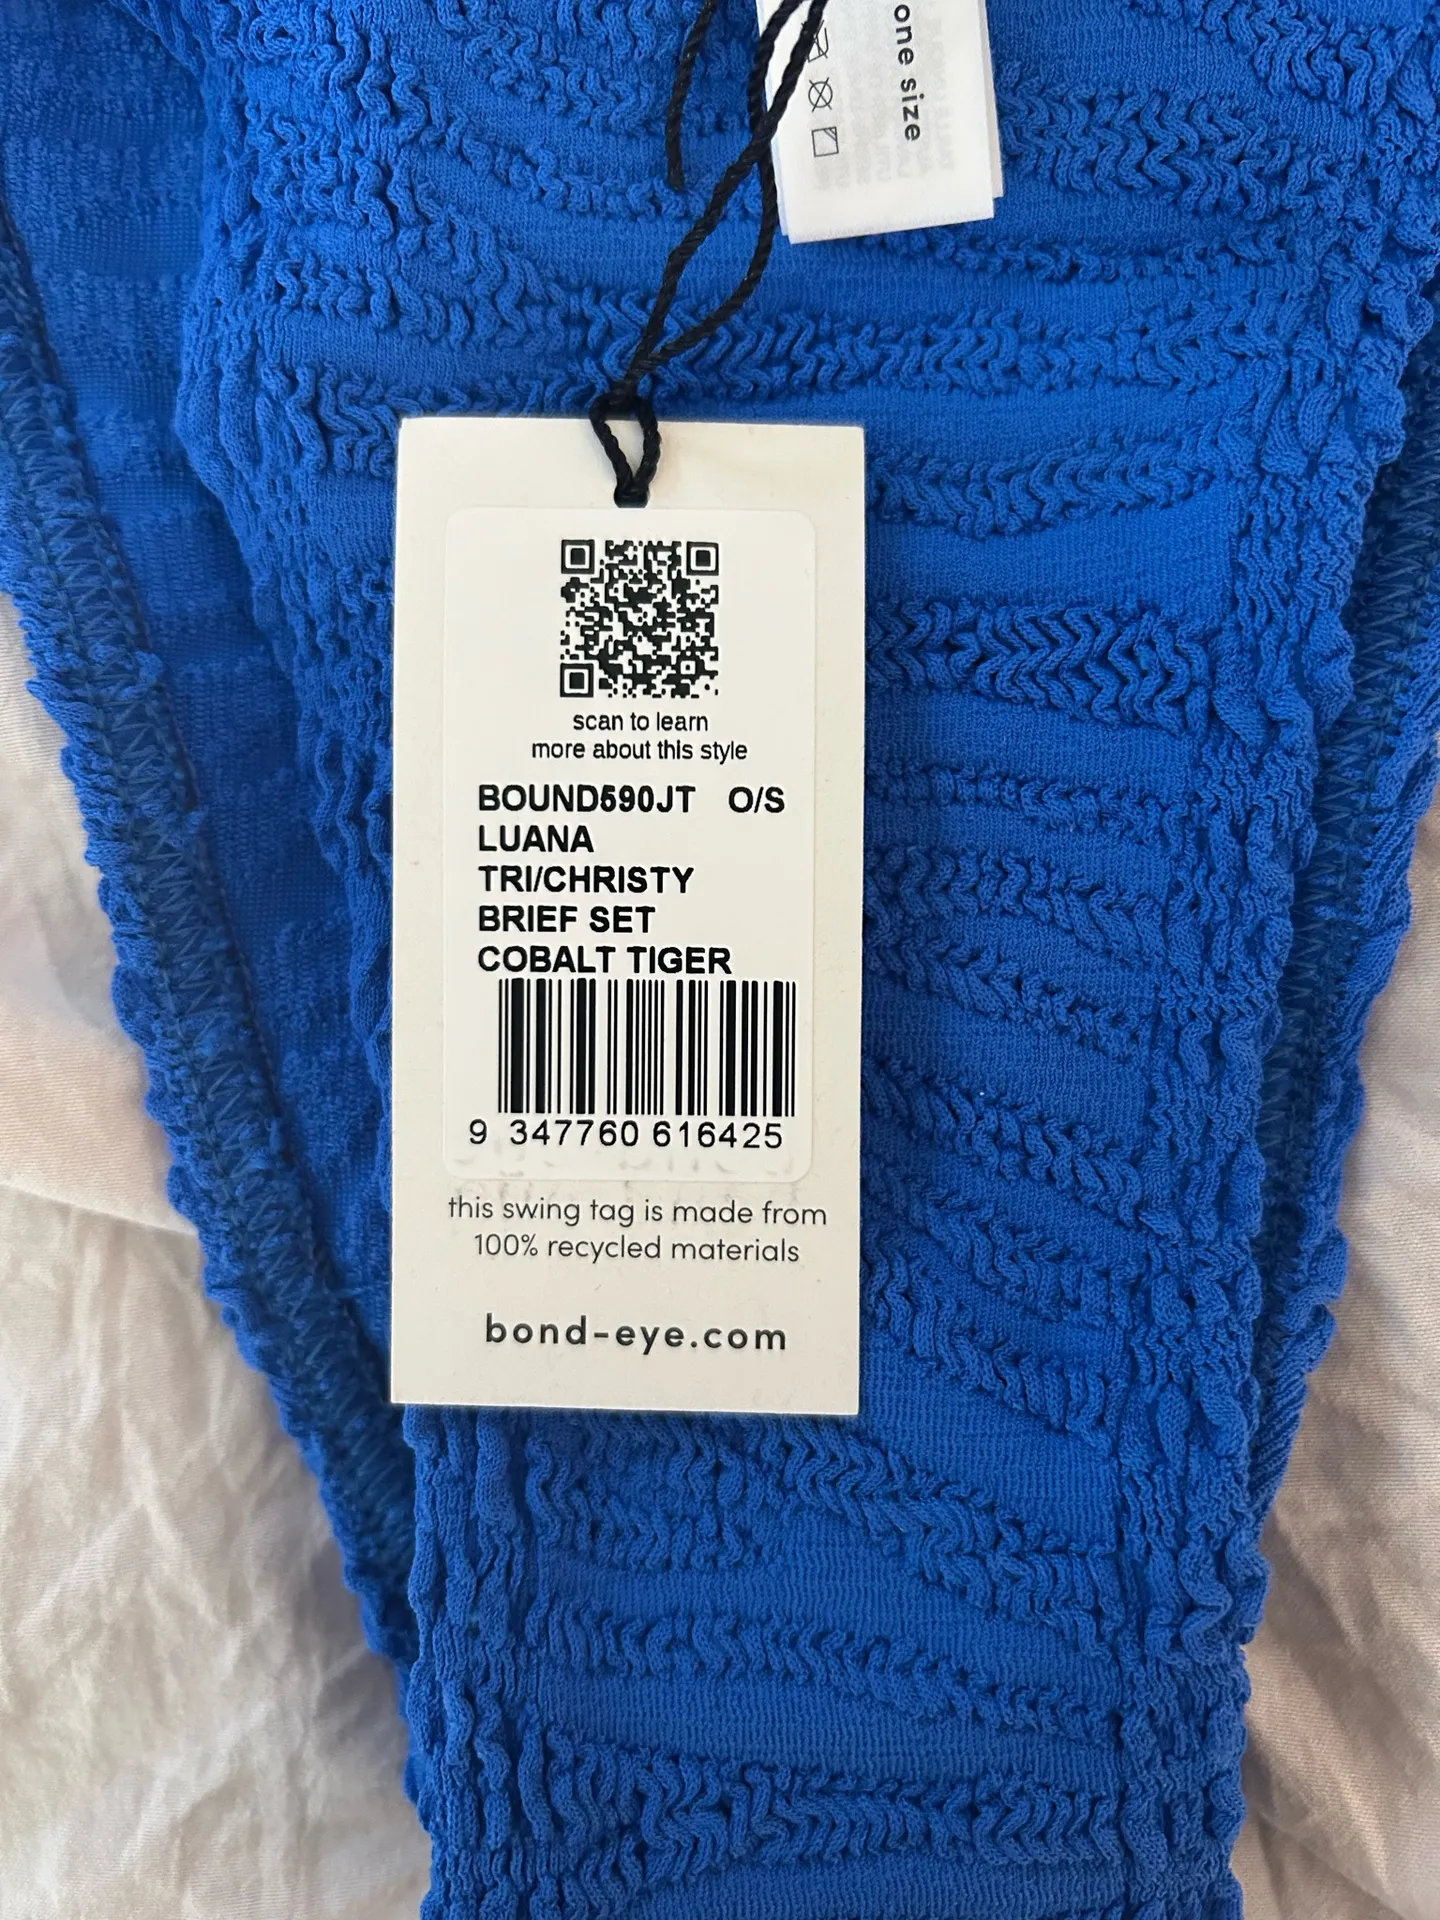 one size
scan to learn
more about this style
BOUND590JT O/S
LUANA
TRI/CHRISTY
BRIEF SET
COBALT TIGER
9 347760 616425
this swing tag is made from
100% recycled materials
bond-eye.com